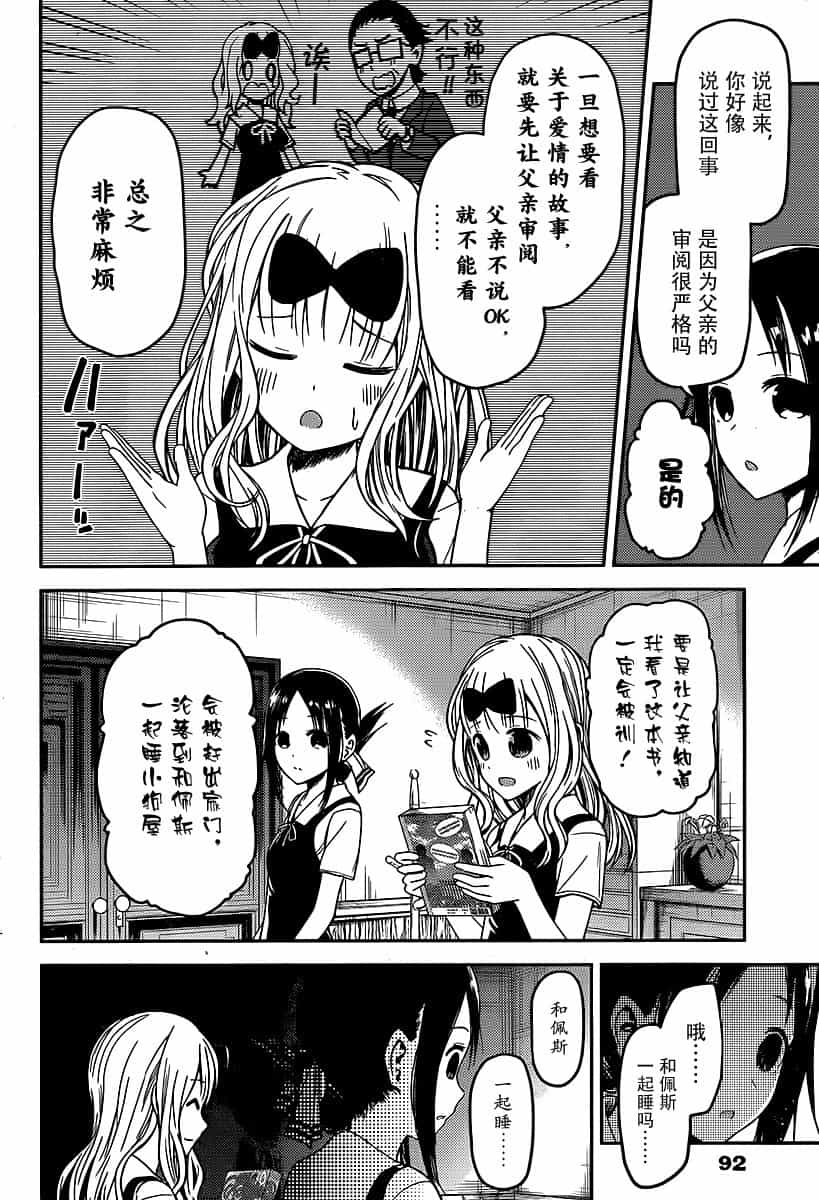 说起来，
你好像
说过这回事
是因为父亲的
审阅很严格吗
是的
一旦想要看
关于爱情的故事，
就要先让父亲审阅
父亲不说OK，
就不能看
……
这种东西
不行!!
诶—
总之
非常麻烦
ハァーッ
要是让父亲知道
我看了这本书，
一定会被训！
会被赶出家门，
沦落到和佩斯
一起睡小狗屋
哦……
和佩斯
一起睡吗……
和佩斯
一起睡……
92